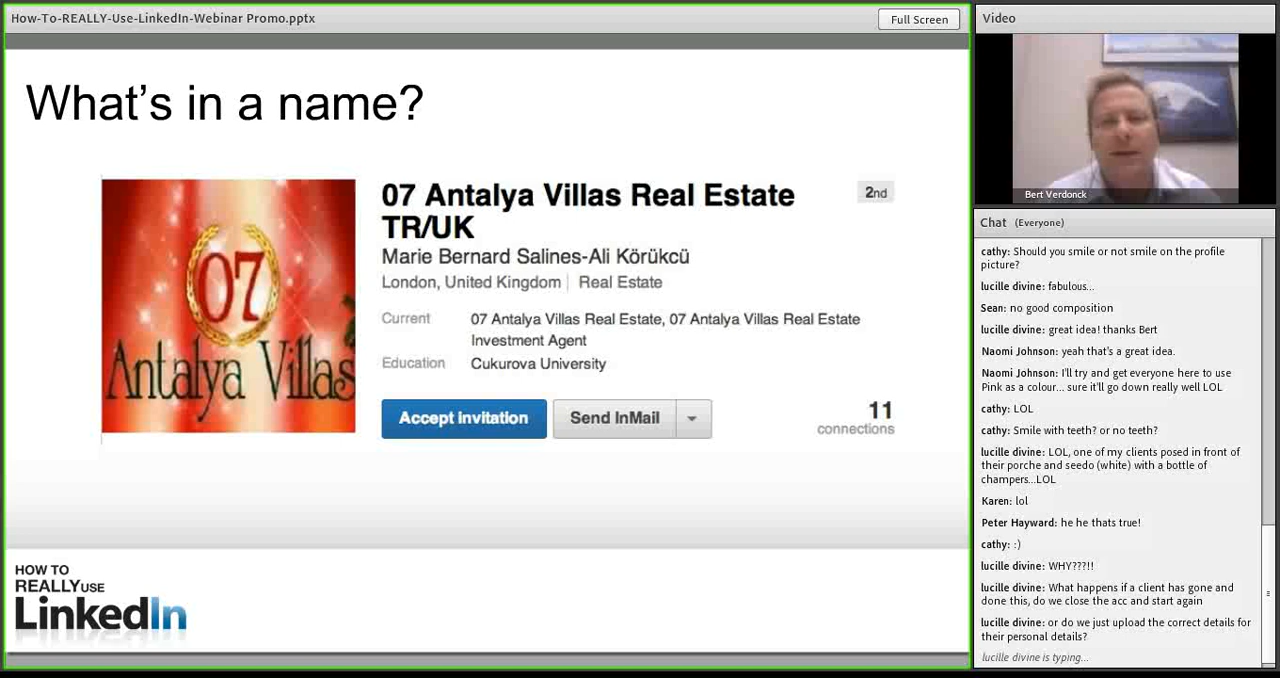 How-To-REALLY-Use-LinkedIn-Webinar Promo.pptx
Full Screen
What's in a name?
07
Antalya Villas
07 Antalya Villas Real Estate
TR/UK
2nd
Marie Bernard Salines-Ali Körükcü
London, United Kingdom | Real Estate
Current 07 Antalya Villas Real Estate, 07 Antalya Villas Real Estate
Investment Agent
Education Cukurova University
Accept invitation
Send InMail
11
connections
HOW TO
REALLY USE
LinkedIn
Video
Bert Verdonck
Chat (Everyone)
cathy: Should you smile or not smile on the profile
picture?
lucille divine: fabulous...
Sean: no good composition
lucille divine: great idea! thanks Bert
Naomi Johnson: yeah that's a great idea.
Naomi Johnson: I'll try and get everyone here to use
Pink as a colour... sure it'll go down really well LOL
cathy: LOL
cathy: Smile with teeth? or no teeth?
lucille divine: LOL, one of my clients posed in front of
their porche and seedo (white) with a bottle of
champers...LOL
Karen: lol
Peter Hayward: he he thats true!
cathy: :)
lucille divine: WHY???!!
lucille divine: What happens if a client has gone and
done this, do we close the acc and start again
lucille divine: or do we just upload the correct details for
their personal details?
lucille divine is typing...